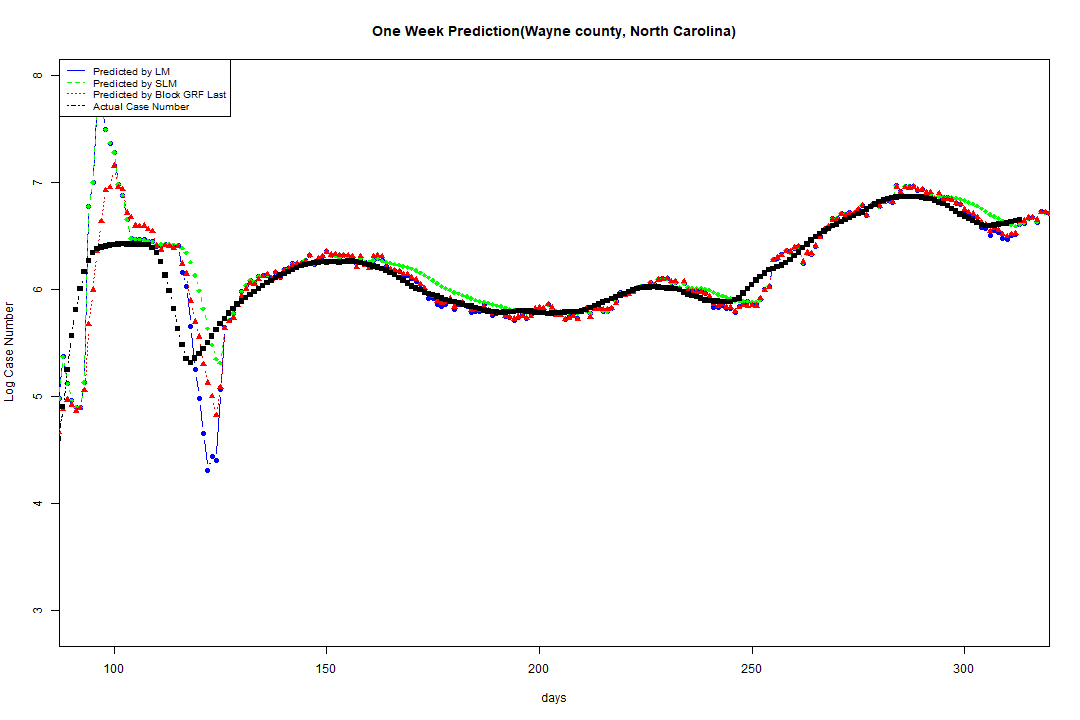 One Week Prediction(Wayne county, North Carolina)
Predicted by LM
Predicted by SLM
Predicted by Block GRF Last
Actual Case Number
8
7
6
5
4
3
Log Case Number
100 150 200 250 300
days